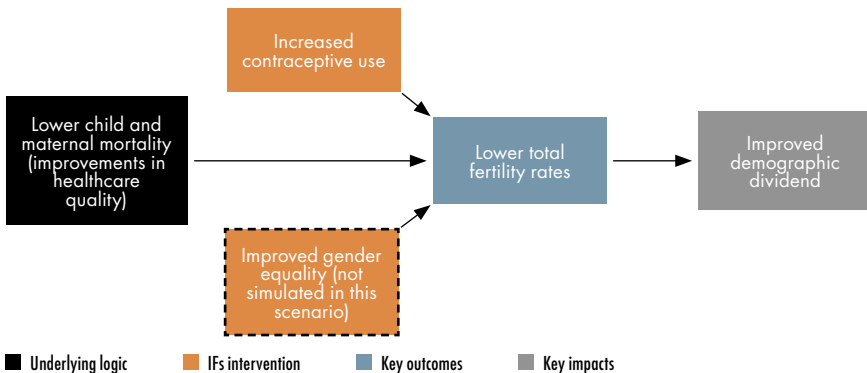 Increased
contraceptive use
Lower child and
maternal mortality
(improvements in
healthcare
quality)
Lower total
fertility rates
Improved
demographic
dividend
Improved gender
equality (not
simulated in this
scenario)
Underlying logic
IFs intervention
Key outcomes
Key impacts